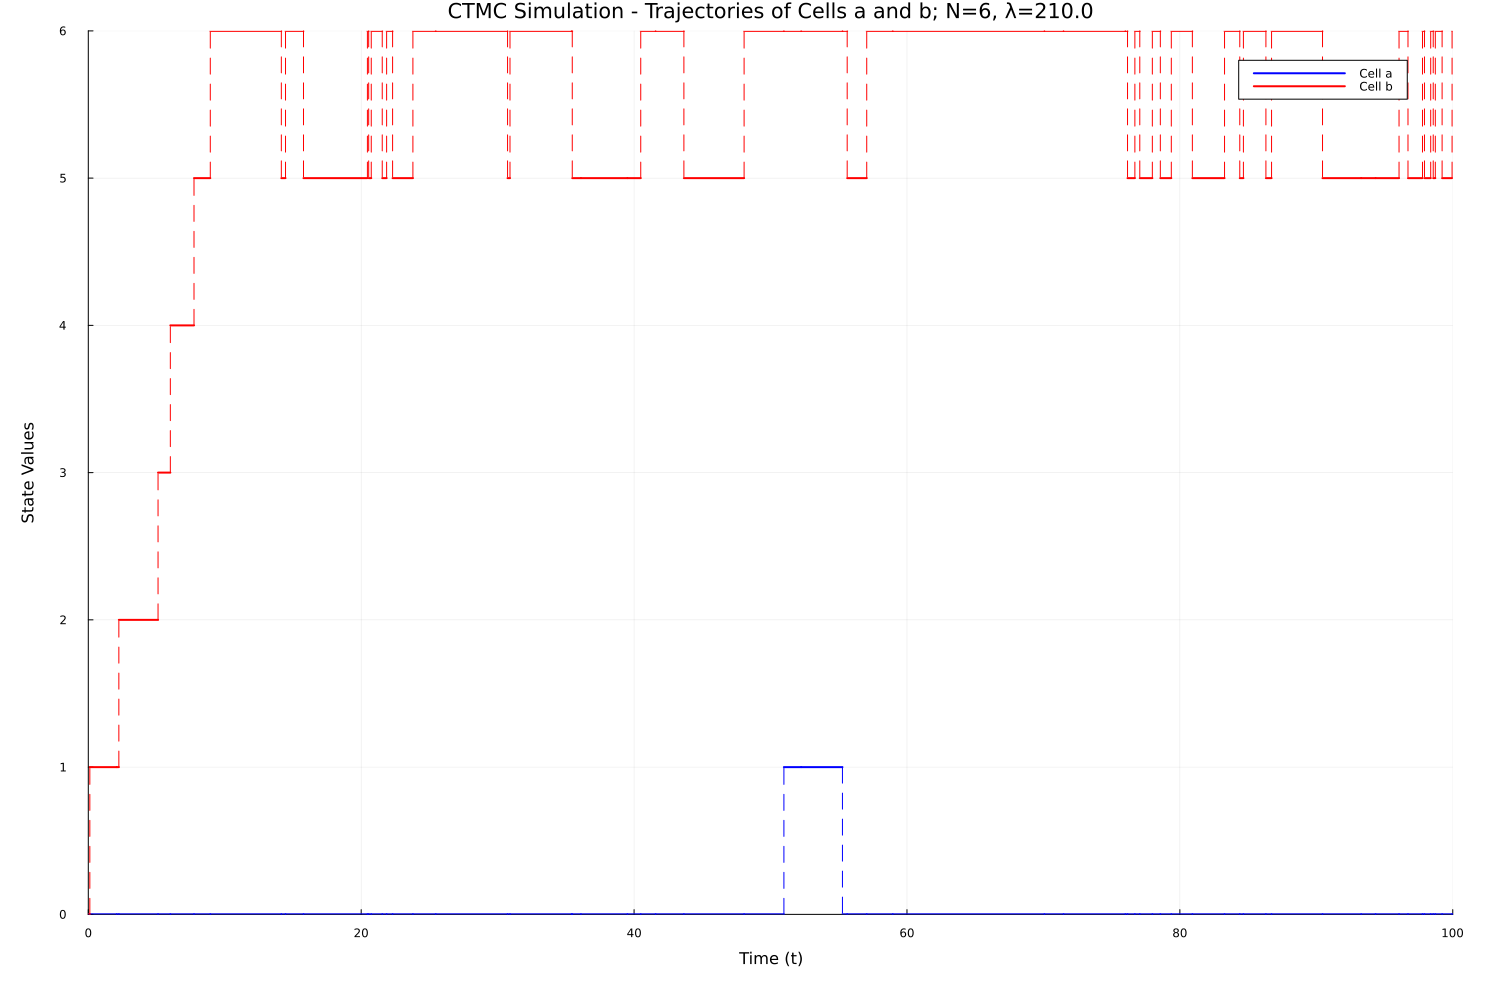 CTMC Simulation - Trajectories of Cells a and b; N=6, λ=210.0
6
Cell a
Cell b
5
4
State Values
3
2
1
0
0 20 40 60 80 100
Time (t)